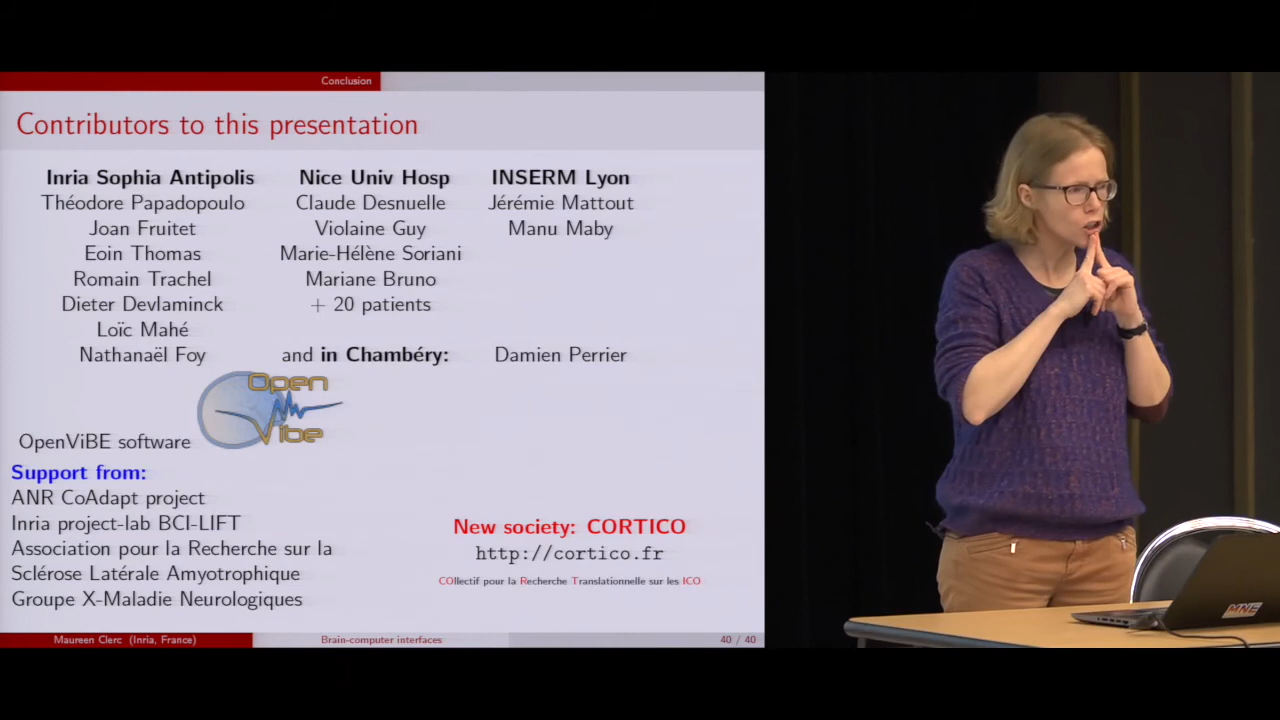 Conclusion
Contributors to this presentation
Inria Sophia Antipolis
Théodore Papadopoulo
Joan Fruitet
Eoin Thomas
Romain Trachel
Dieter Devlaminck
Loïc Mahé
Nathanaël Foy
Nice Univ Hosp
Claude Desnuelle
Violaine Guy
Marie-Hélène Soriani
Mariane Bruno
+ 20 patients
INSERM Lyon
Jérémie Mattout
Manu Maby
and in Chambéry: Damien Perrier
OpenViBE software
Open
Vibe
Support from:
ANR CoAdapt project
Inria project-lab BCI-LIFT
Association pour la Recherche sur la
Sclérose Latérale Amyotrophique
Groupe X-Maladie Neurologiques
New society: CORTICO
http://cortico.fr
COllectif pour la Recherche Translationnelle sur les ICO
Maureen Clerc (Inria, France)
Brain-computer interfaces
40 / 40
MNE